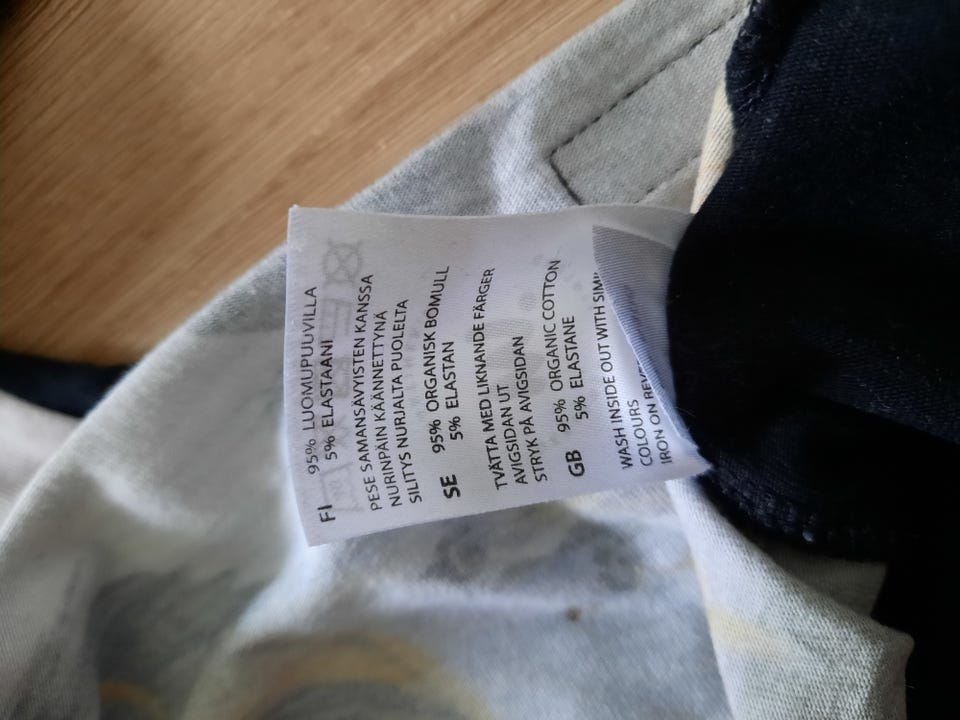 FI
95% LUOMUPUUVILLA
5% ELASTAANI
PESE SAMANSÄVYISTEN KANSSA
NURINPÄIN KÄÄNNETTYNÄ
SILITYS NURJALTA PUOLELTA
SE
95% ORGANISK BOMULL
5% ELASTAN
TVÄTTA MED LIKNANDE FÄRGER
AVIGSIDAN UT
STRYK PÅ AVIGSIDAN
GB
95% ORGANIC COTTON
5% ELASTANE
WASH INSIDE OUT WITH
COLOURS
IRON ON